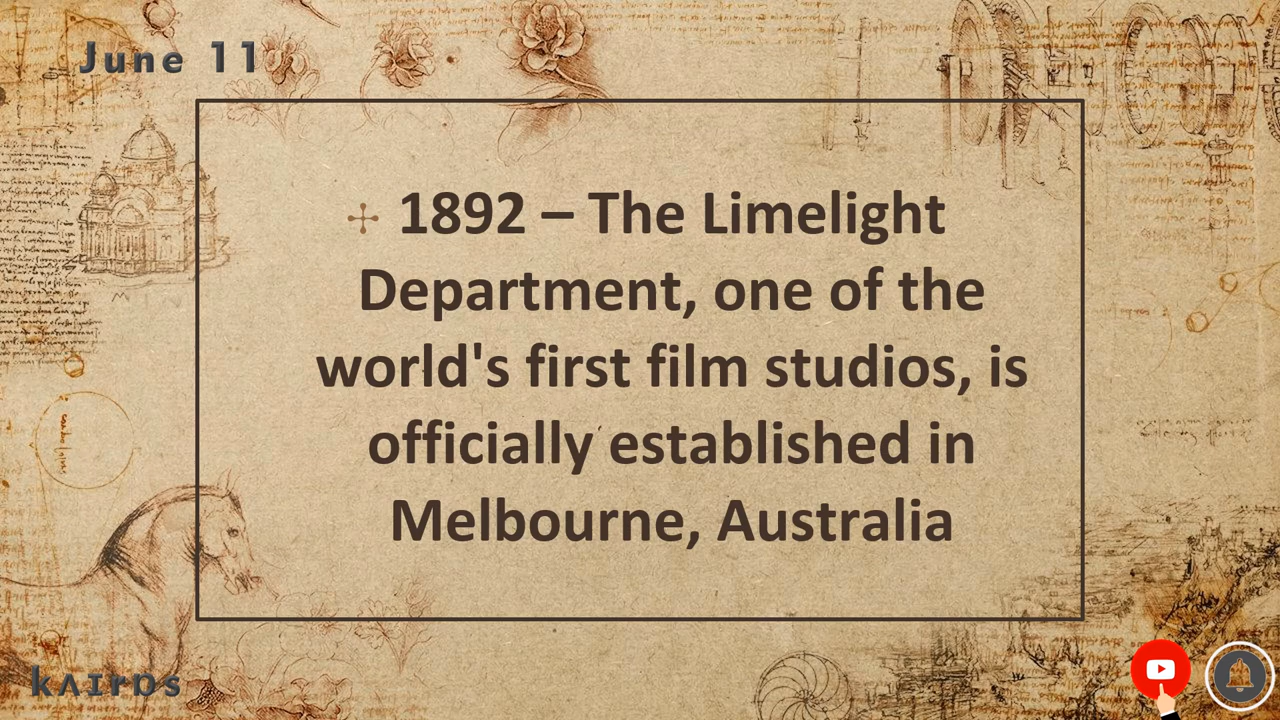 June 11
1892 – The Limelight
Department, one of the
world's first film studios, is
officially established in
Melbourne, Australia